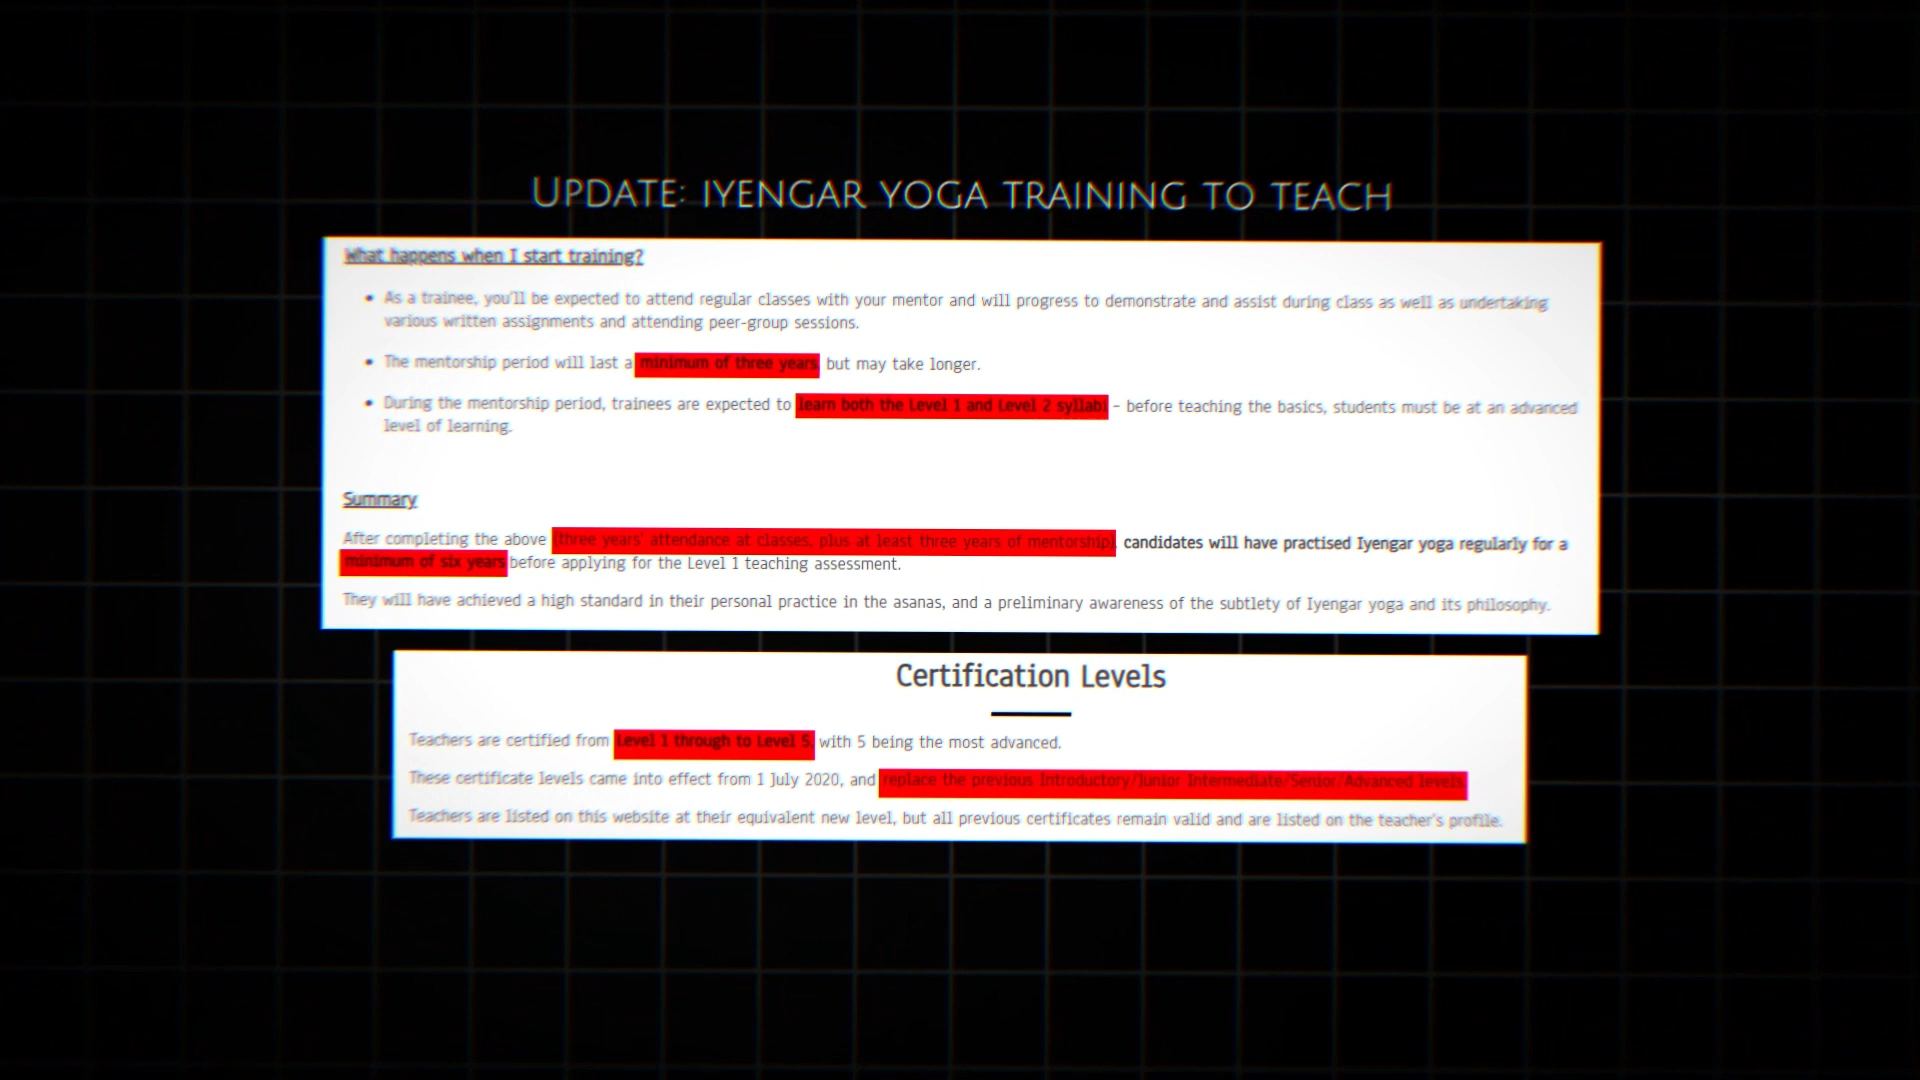 UPDATE: IYENGAR YOGA TRAINING TO TEACH
What happens when I start training?
• As a trainee, you'll be expected to attend regular classes with your mentor and will progress to demonstrate and assist during class as well as undertaking
various written assignments and attending peer-group sessions.
• The mentorship period will last a minimum of three years but may take longer.
• During the mentorship period, trainees are expected to learn both the Level 1 and Level 2 syllabi – before teaching the basics, students must be at an advanced
level of learning.
Summary
After completing the above (three years' attendance at classes, plus at least three years of mentorship), candidates will have practised Iyengar yoga regularly for a
minimum of six years before applying for the Level 1 teaching assessment.
They will have achieved a high standard in their personal practice in the asanas, and a preliminary awareness of the subtlety of Iyengar yoga and its philosophy.
Certification Levels
Teachers are certified from Level 1 through to Level 5, with 5 being the most advanced.
These certificate levels came into effect from 1 July 2020, and replace the previous Introductory/Junior Intermediate/Senior/Advanced levels.
Teachers are listed on this website at their equivalent new level, but all previous certificates remain valid and are listed on the teacher's profile.